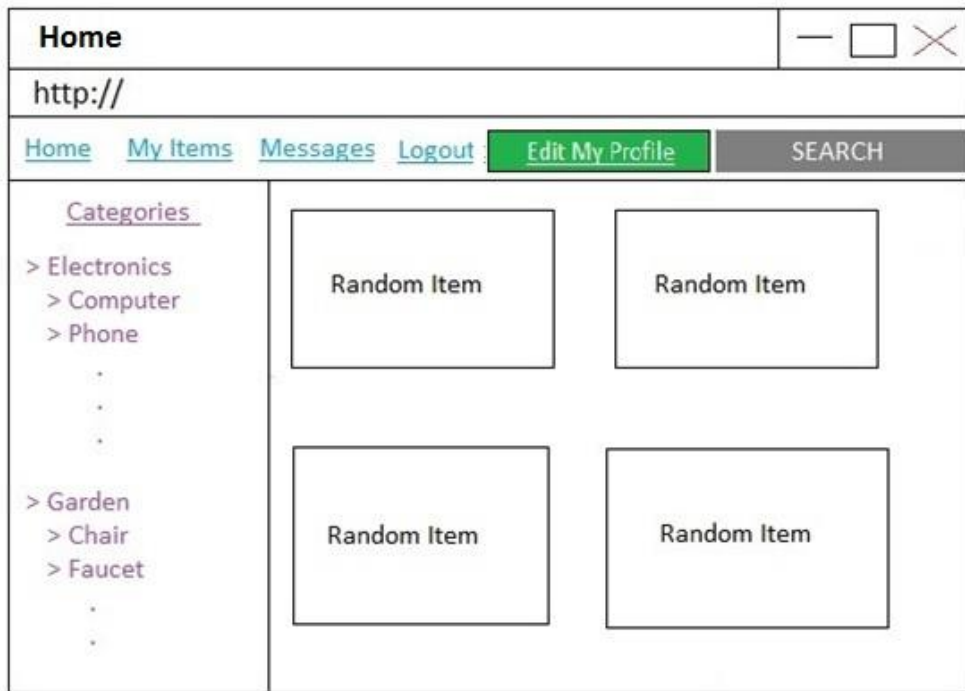 Home
http://
Home My Items Messages Logout Edit My Profile SEARCH
Categories
> Electronics
> Computer
> Phone
.
.
.
> Garden
> Chair
> Faucet
.
.
Random Item Random Item
Random Item Random Item